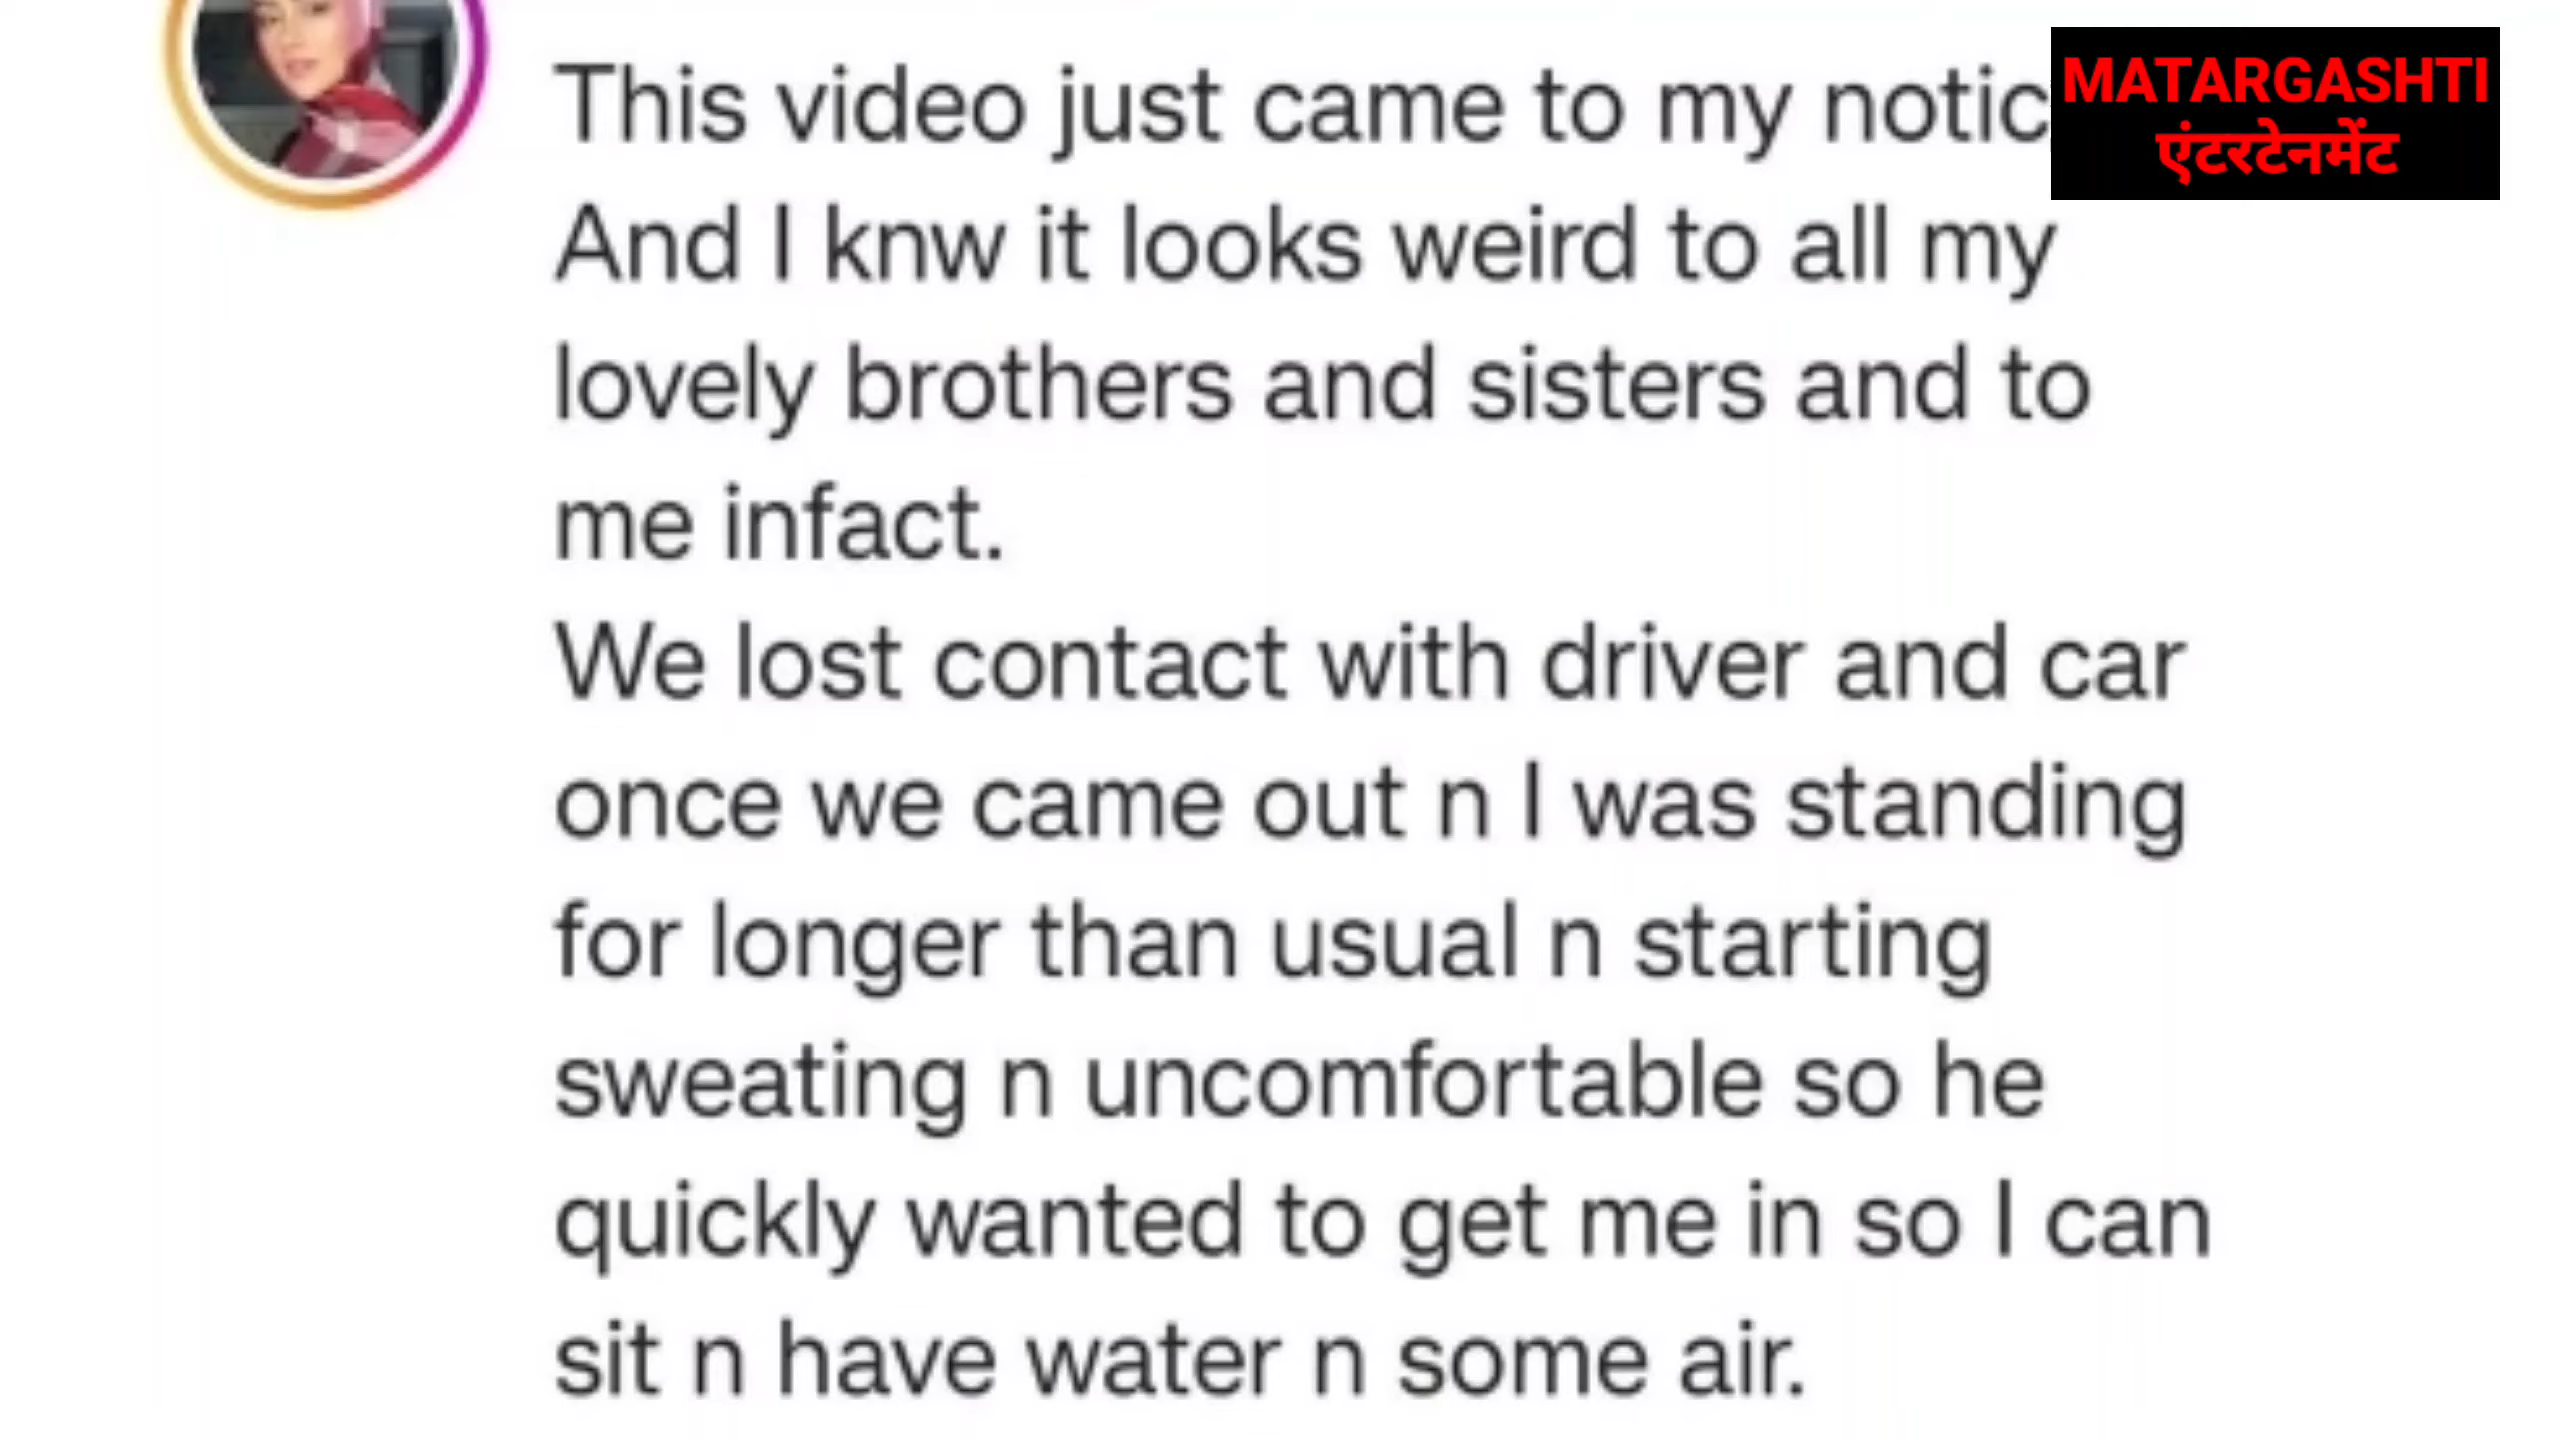 This video just came to my notic
And I knw it looks weird to all my
lovely brothers and sisters and to
me infact.
We lost contact with driver and car
once we came out n I was standing
for longer than usual n starting
sweating n uncomfortable so he
quickly wanted to get me in so I can
sit n have water n some air.
MATARGASHTI
एंटरटेनमेंट